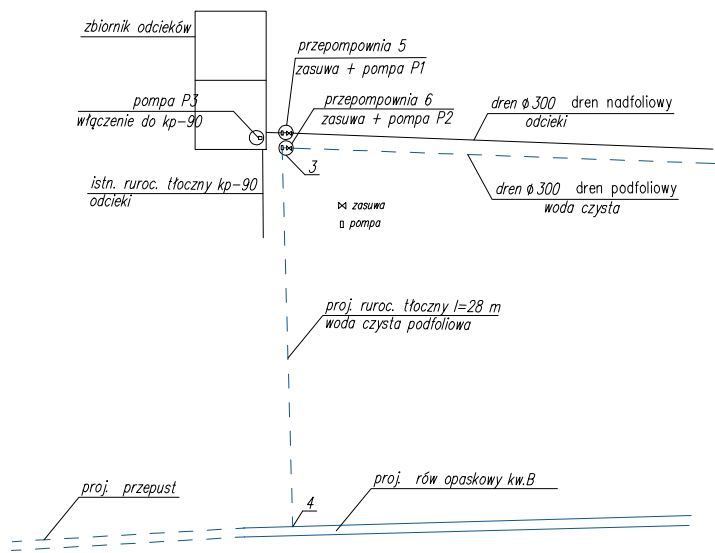 zbiornik odcieków
przepompownia 5
zasuwa + pompa P1
pompa P3
włączenie do kp-90
przepompownia 6
zasuwa + pompa P2
dren ϕ300 dren nadfoliowy
odcieki
3
istn. ruroc. tłoczny kp-90
odcieki
dren ϕ300 dren podfoliowy
woda czysta
zasuwa
pompa
proj. ruroc. tłoczny l=28 m
woda czysta podfoliowa
proj. przepust
4
proj. rów opaskowy kw.B